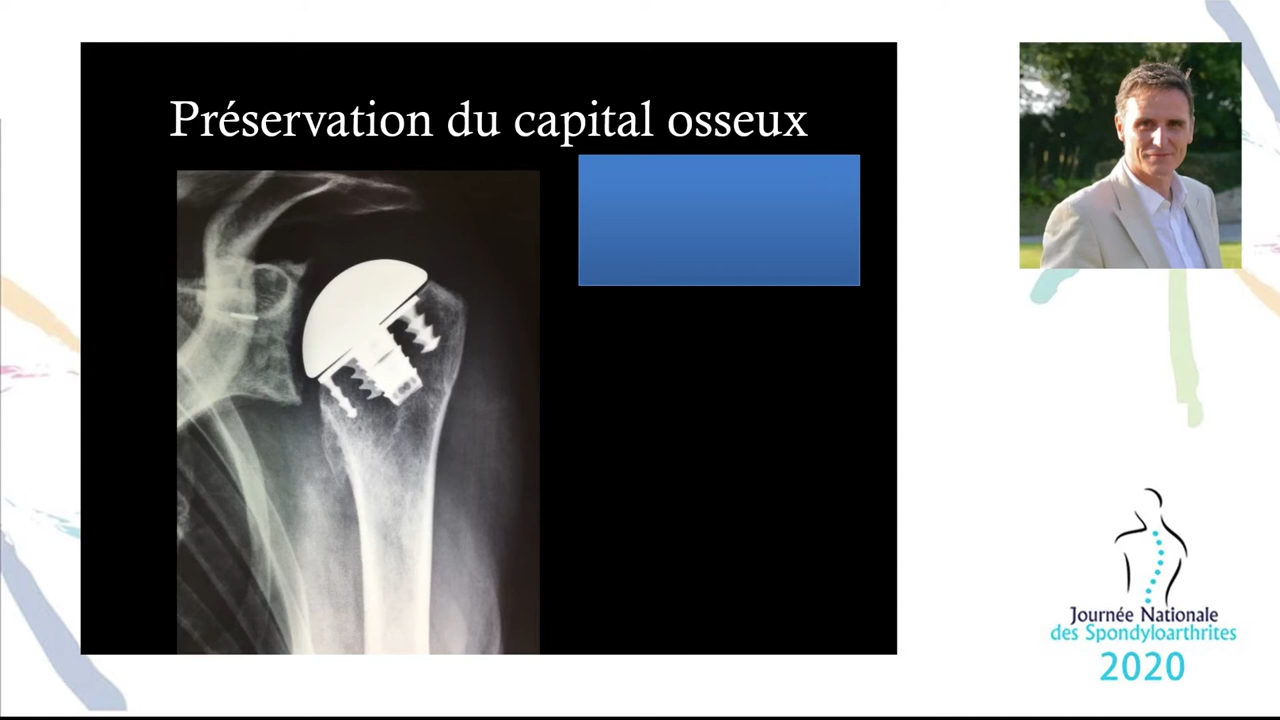 Préservation du capital osseux
Journée Nationale
des Spondyloarthrites
2020